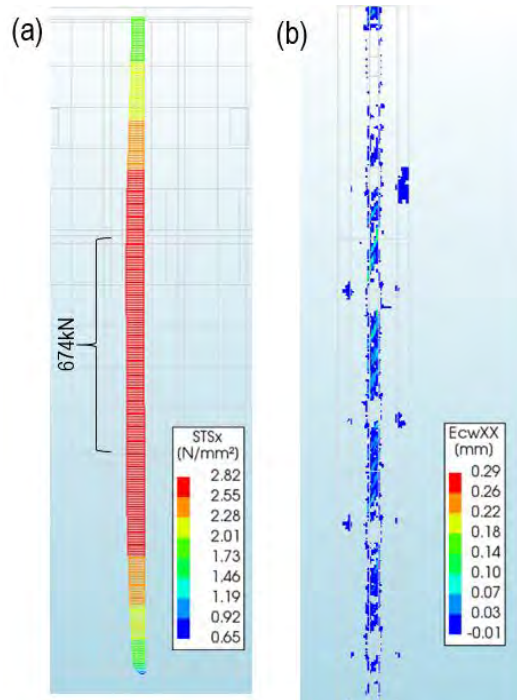 (a)
674kN
STSx
(N/mm²)
2.82
2.55
2.28
2.01
1.73
1.46
1.19
0.92
0.65
(b)
EcwXX
(mm)
0.29
0.26
0.22
0.18
0.14
0.10
0.07
0.03
-0.01